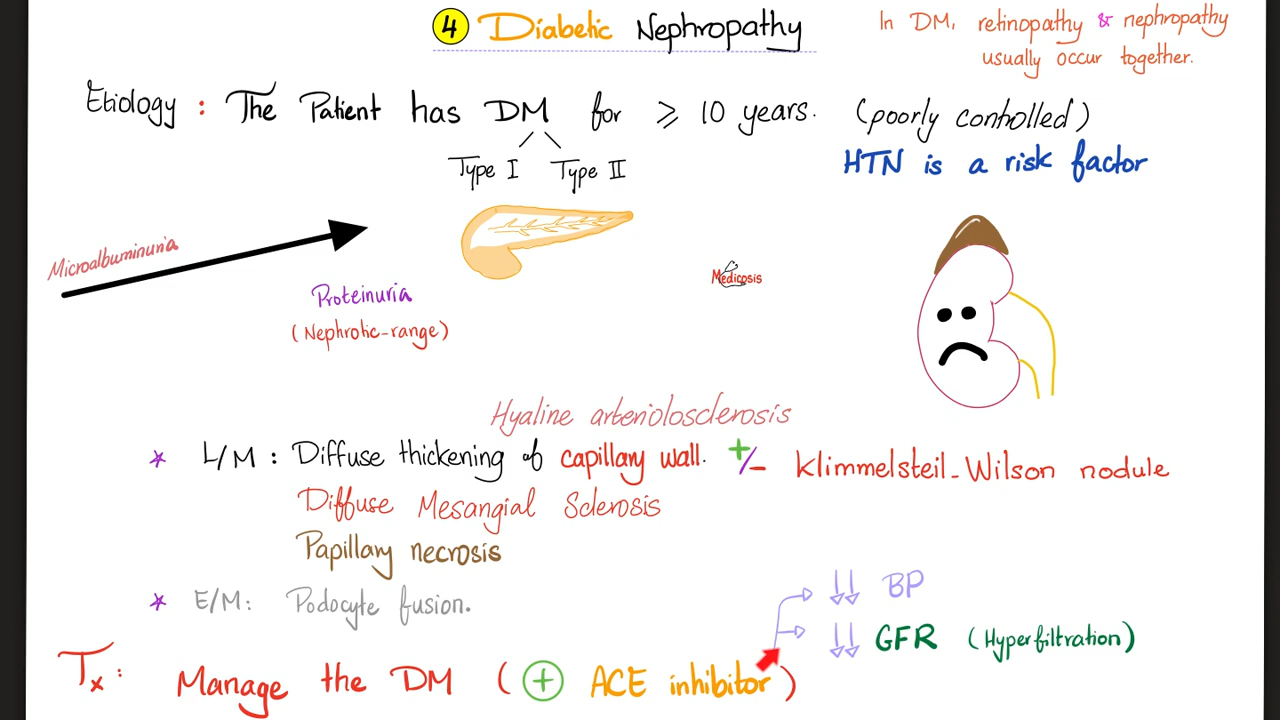 4 Diabetic Nephropathy
In DM, retinopathy & nephropathy
usually occur together.
Etiology : The Patient has DM for ≥ 10 years. (poorly controlled)
Type I Type II
HTN is a risk factor
Microalbuminuria
Proteinuria
(Nephrotic-range)
Medicosis
Hyaline arteriolosclerosis
* L/M : Diffuse thickening of capillary wall. +/- Klimmelsteil-Wilson nodule
Diffuse Mesangial Sclerosis
Papillary necrosis
* E/M : Podocyte fusion.
↓↓ BP
↓↓ GFR (Hyperfiltration)
Tx : Manage the DM ( + ACE inhibitor )